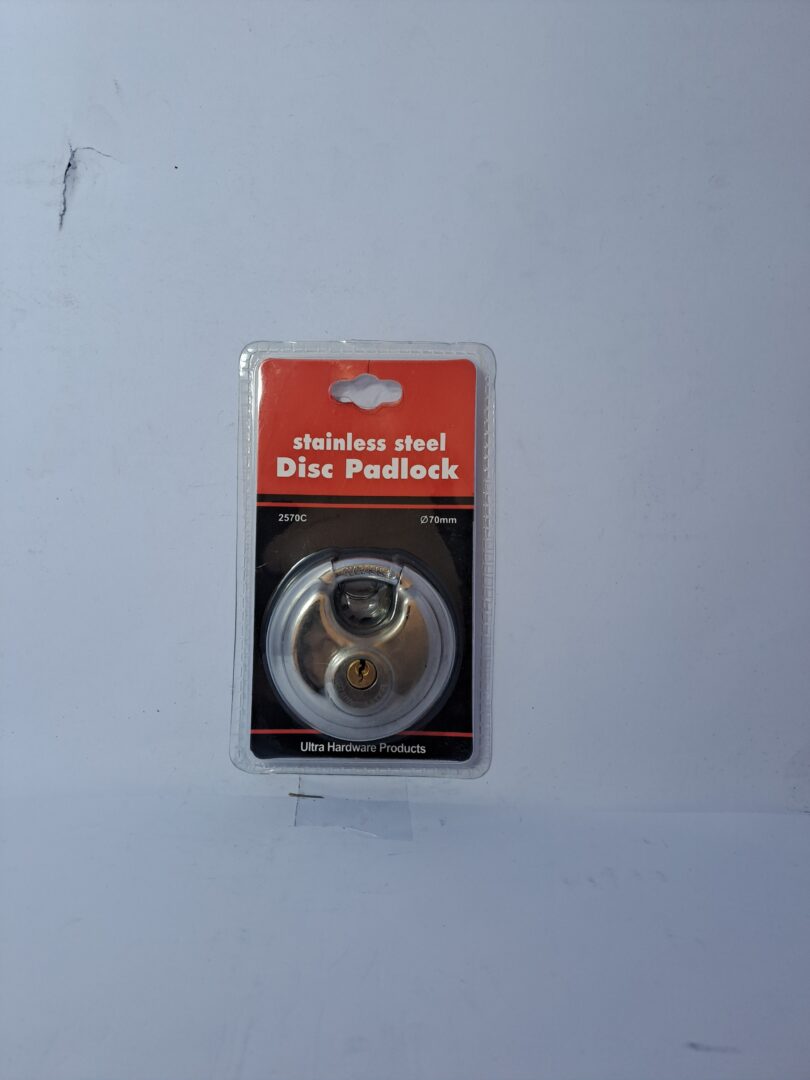 stainless steel
Disc Padlock
2570C
Ø70mm
Ultra Hardware Products